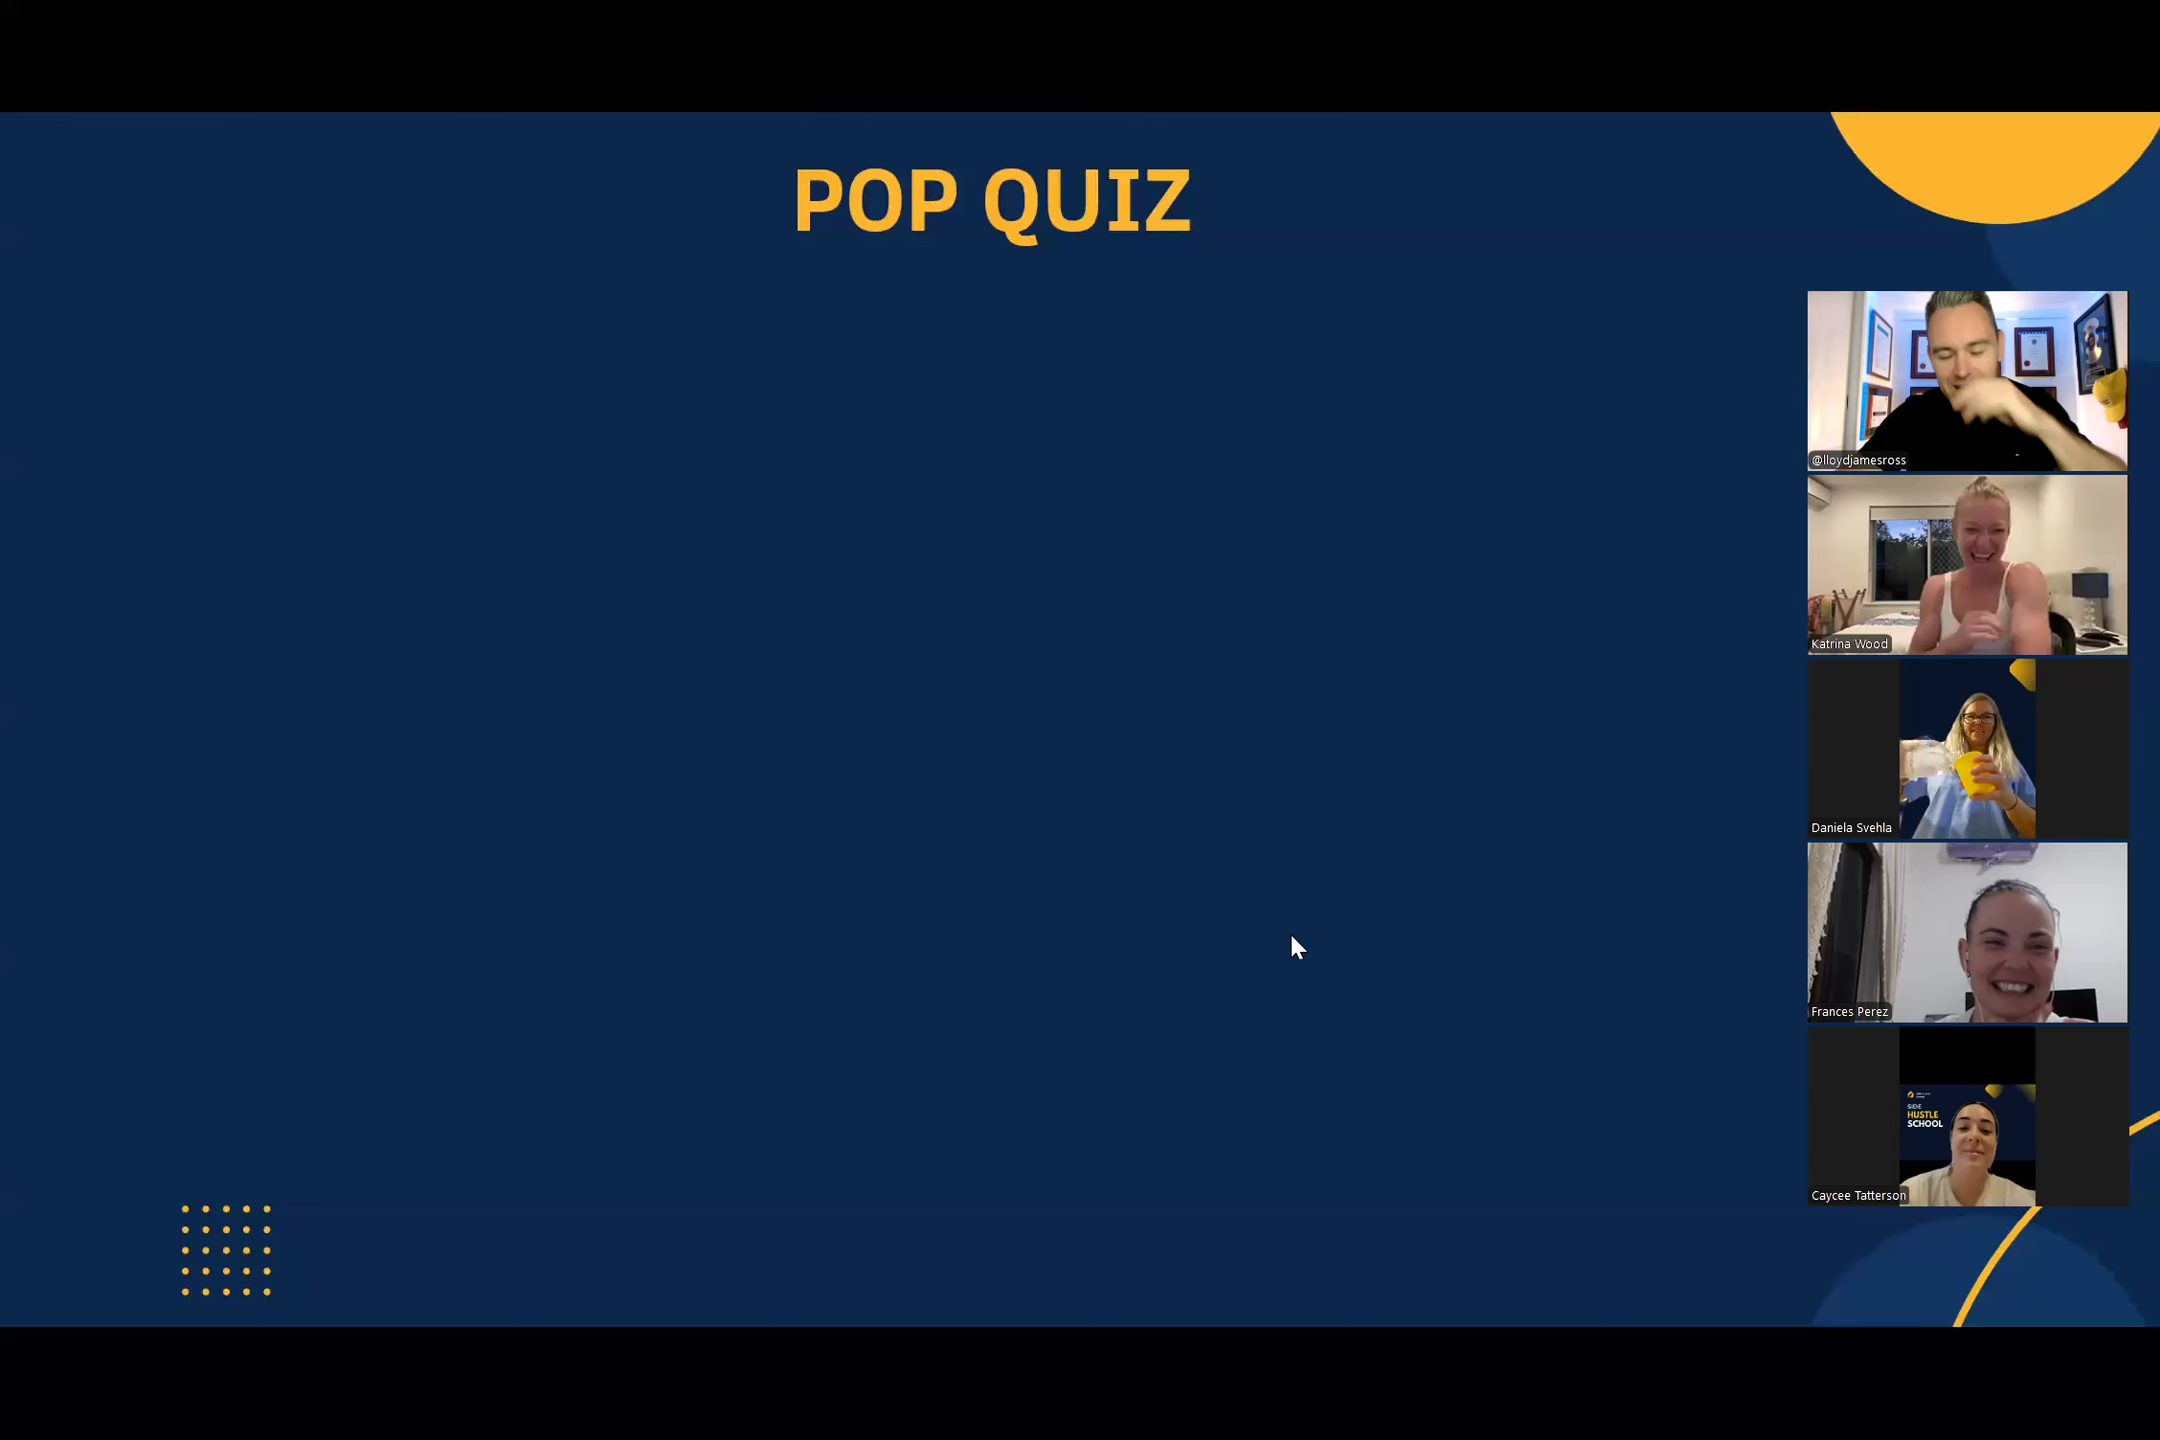 POP QUIZ
@lloydjamesross
Katrina Wood
Daniela Svehla
Frances Perez
SIDE
HUSTLE
SCHOOL
Caycee Tatterson